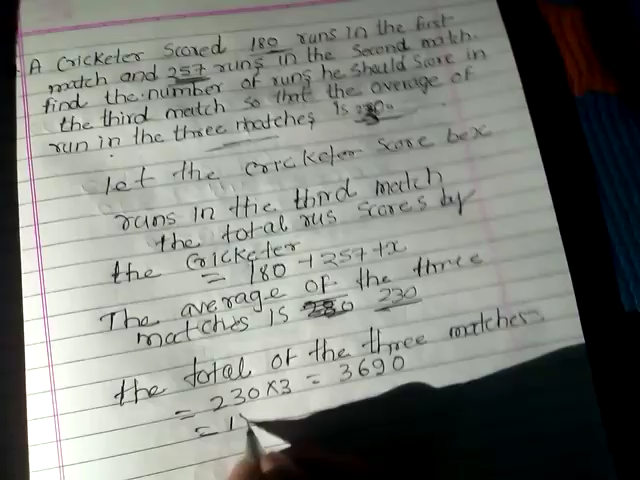 A Cricketer Scored 180 runs in the first
match and 257 runs in the Second match.
find the number of runs he should score in
the third match so that the average of
run in the three matches is 230.
let the cricketer score be x
runs in the third match
the total rus scores by
the Cricketer
= 180 + 257 + x
The average of the three
matches is 230
the total of the three matches.
= 230 x 3 = 3690
= 1